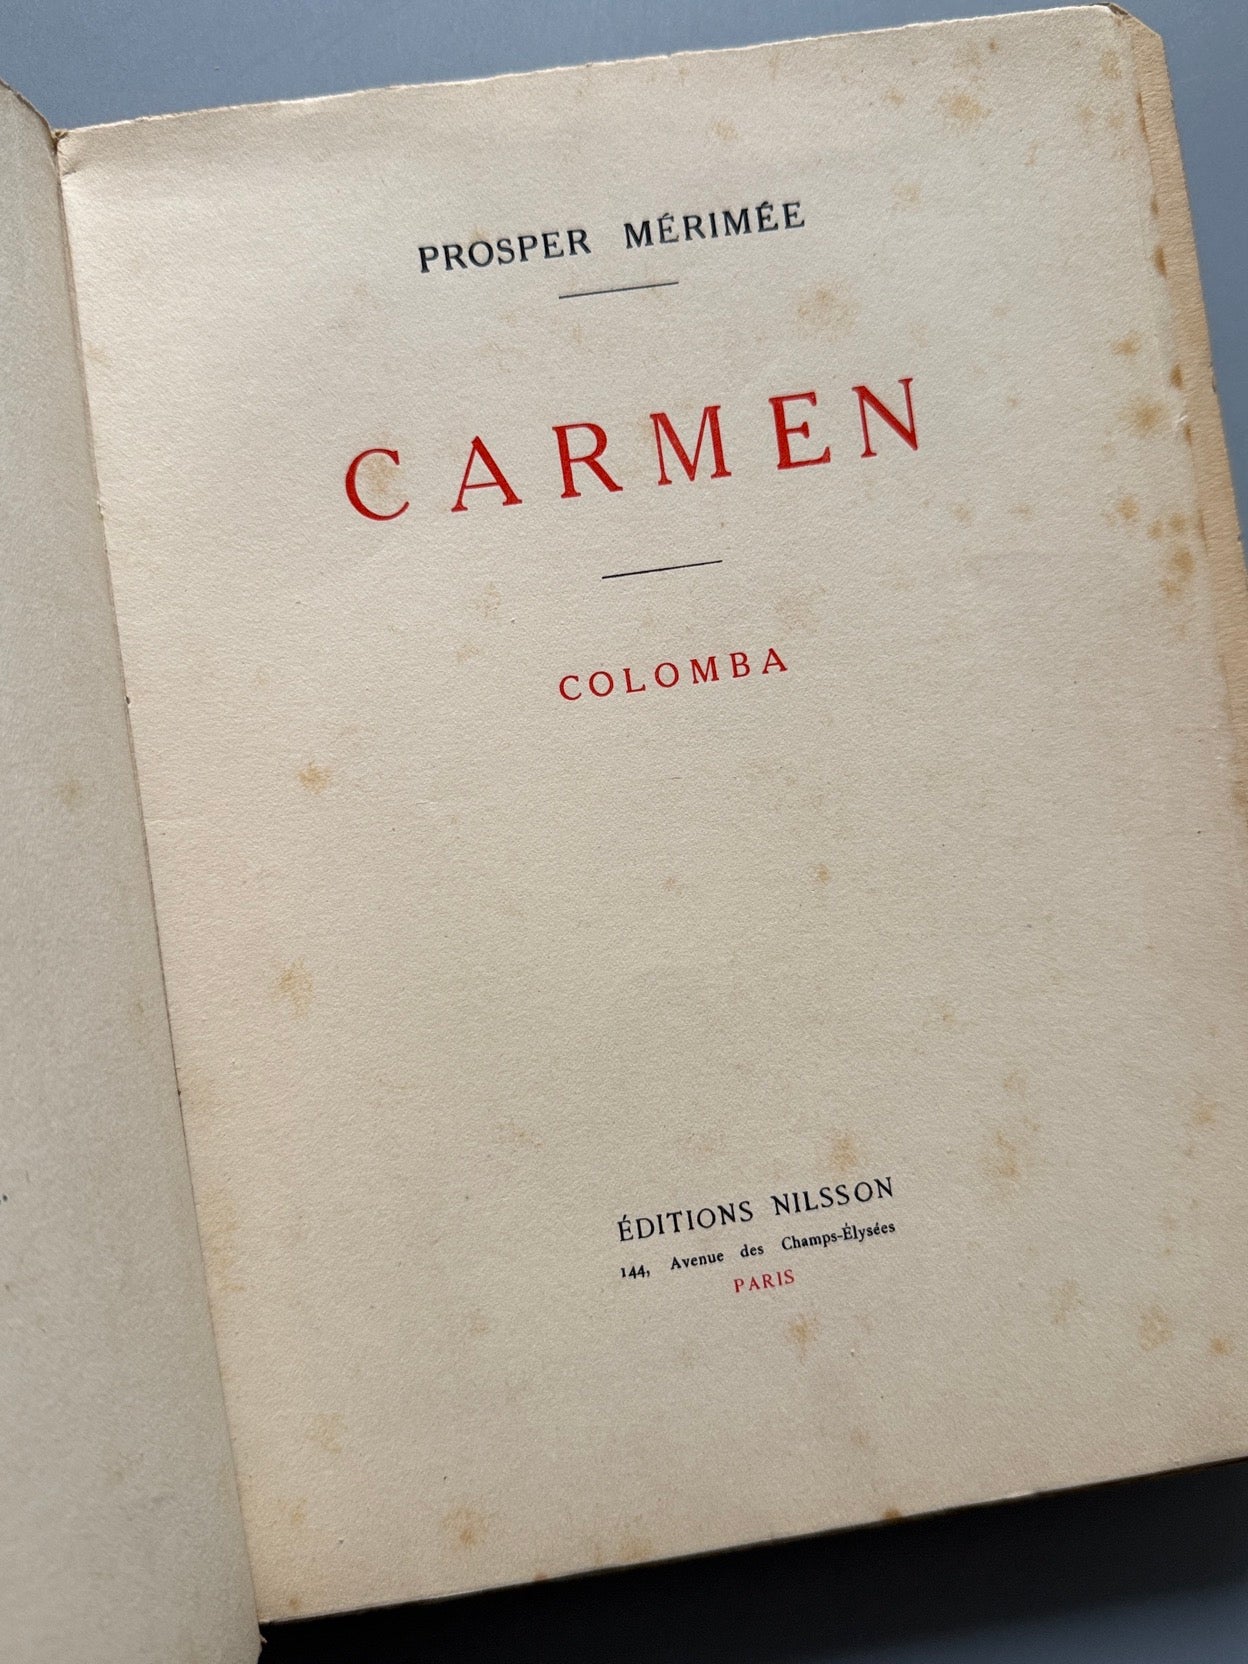 PROSPER MÉRIMÉE
CARMEN
COLOMBA
ÉDITIONS NILSSON
144, Avenue des Champs-Élysées
PARIS